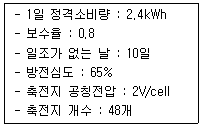 - 1일 정격소비량 : 2.4kWh
- 보수율 : 0.8
- 일조가 없는 날 : 10일
- 방전심도 : 65%
- 축전지 공칭전압 : 2V/cell
- 축전지 개수 : 48개